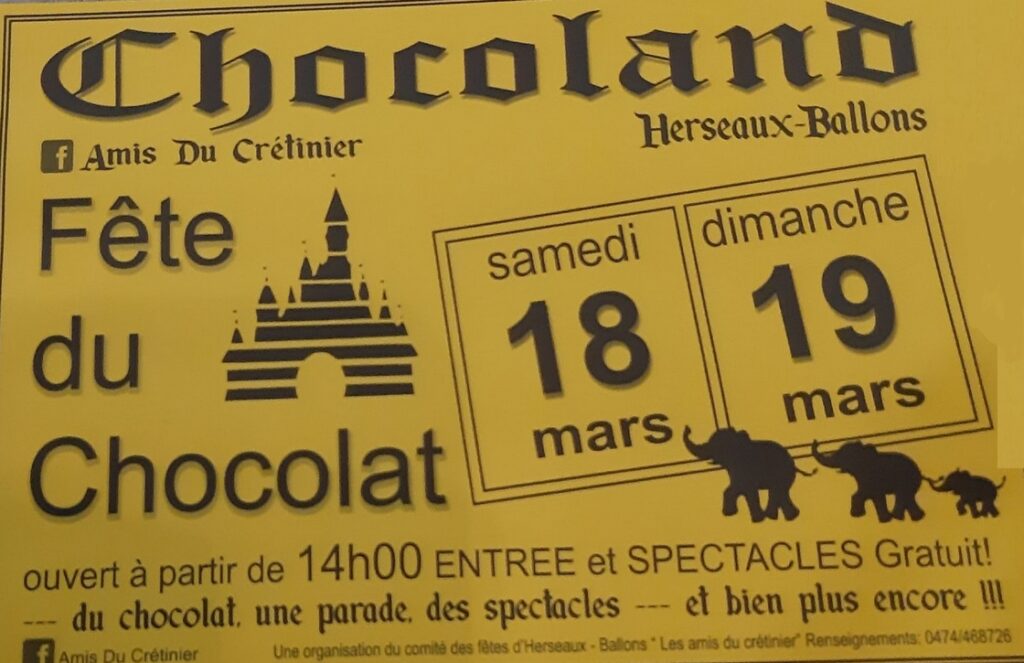 Chocoland
f Amis Du Crétinier
Herseaux-Ballons
Fête
du
Chocolat
samedi
18
mars
dimanche
19
mars
ouvert à partir de 14h00 ENTREE et SPECTACLES Gratuit!
--- du chocolat, une parade, des spectacles --- et bien plus encore !!!
f Amis Du Crétinier
Une organisation du comité des fêtes d'Herseaux - Ballons " Les amis du crétinier" Renseignements: 0474/468726